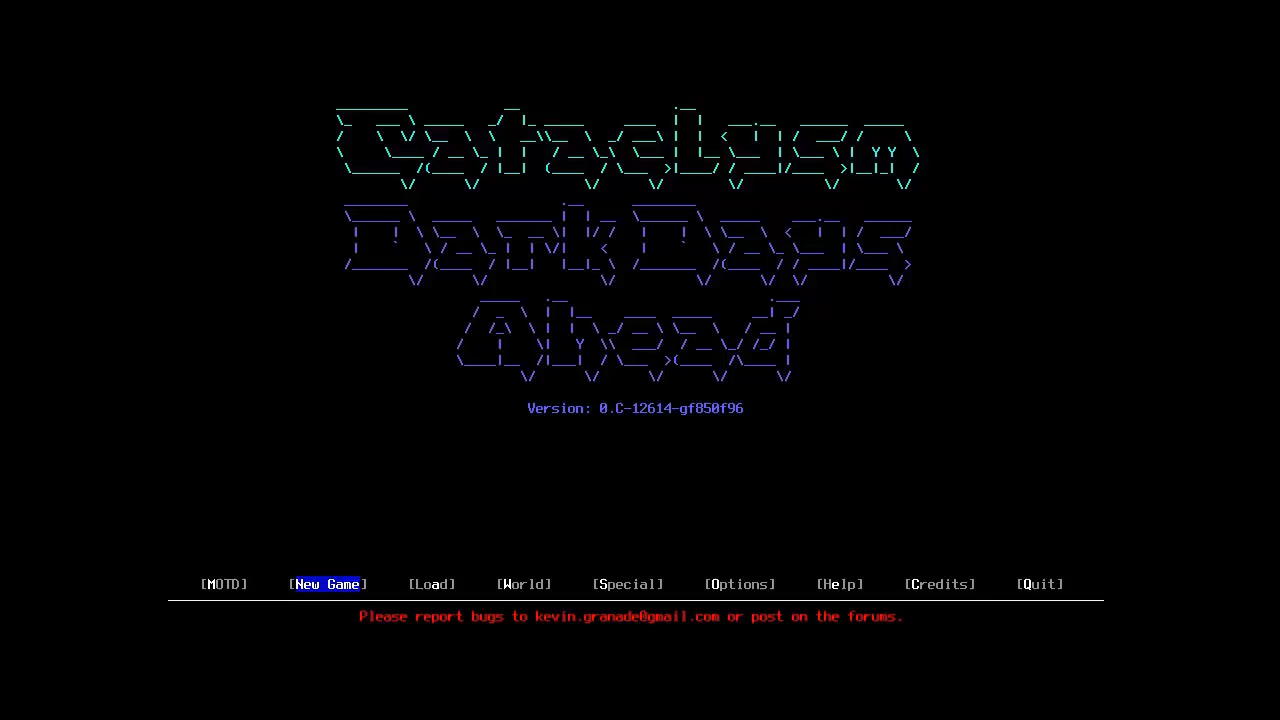 Cataclysm
Dark Days
Ahead
Version: 0.C-12614-gf850f96
[MOTD] [New Game] [Load] [World] [Special] [Options] [Help] [Credits] [Quit]
Please report bugs to kevin.granade@gmail.com or post on the forums.